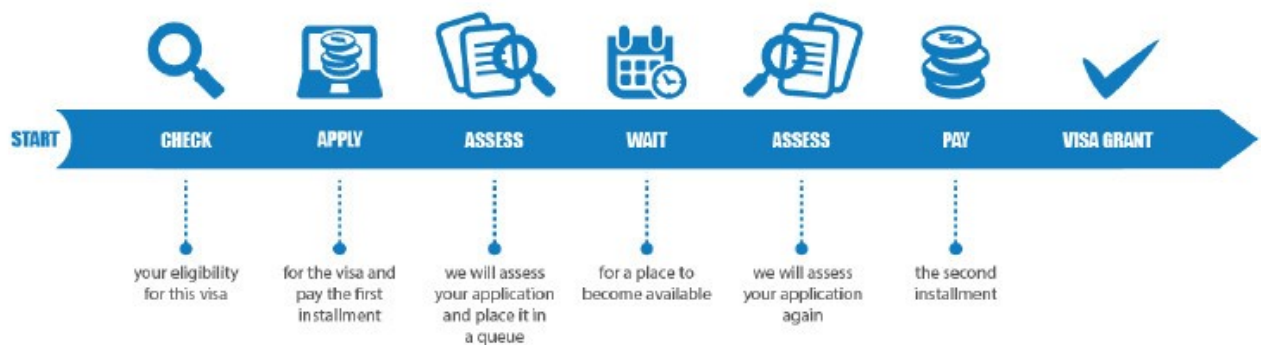 START
CHECK
APPLY
ASSESS
WAIT
ASSESS
PAY
VISA GRANT
your eligibility
for this visa
for the visa and
pay the first
installment
we will assess
your application
and place it in
a queue
for a place to
become available
we will assess
your application
again
the second
installment